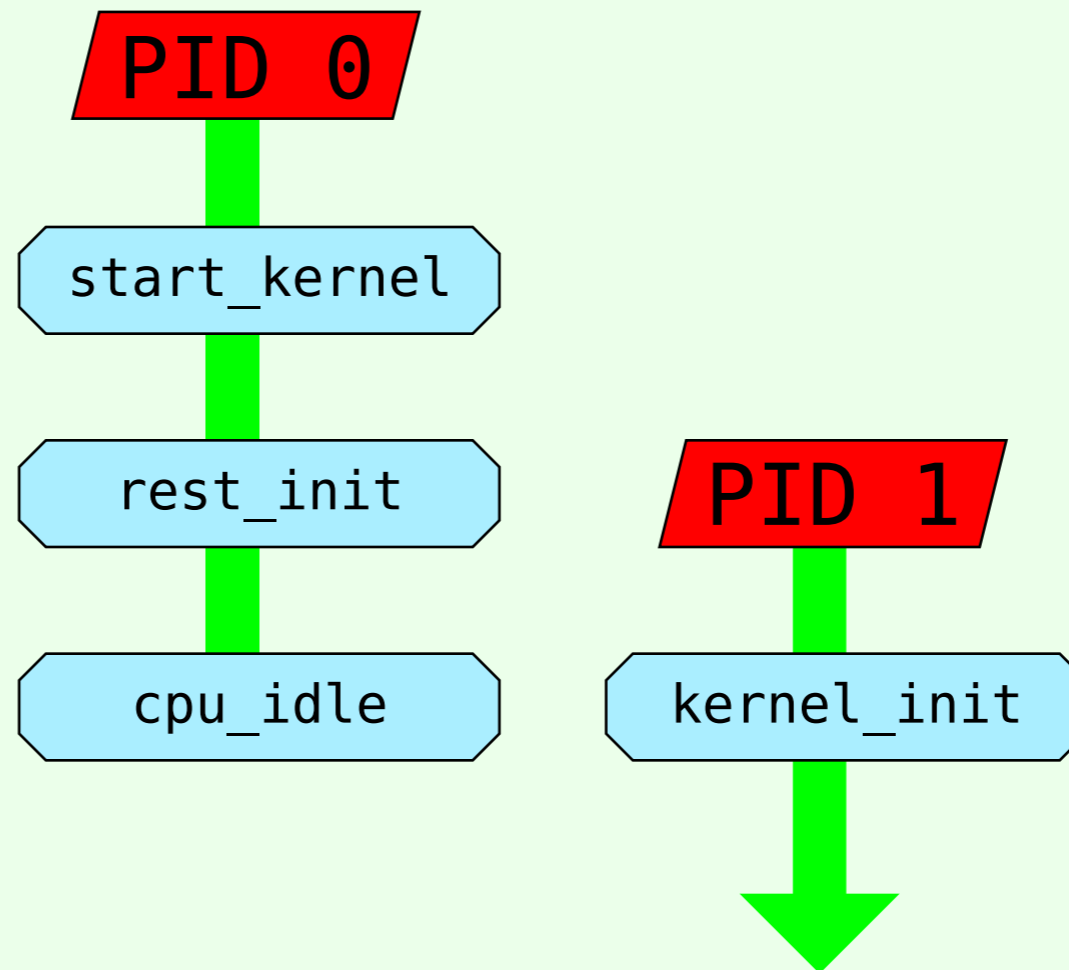 PID 0
start_kernel
rest_init
cpu_idle
PID 1
kernel_init